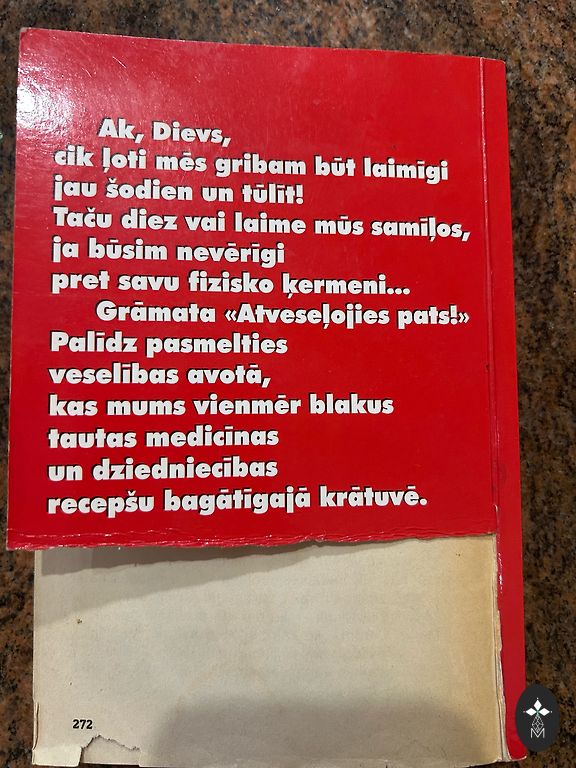 Ak, Dievs,
cik ļoti mēs gribam būt laimīgi
jau šodien un tūlīt!
Taču diez vai laime mūs samīļos,
ja būsim nevērīgi
pret savu fizisko ķermeni...
Grāmata «Atveseļojies pats!»
Palīdz pasmelties
veselības avotā,
kas mums vienmēr blakus
tautas medicīnas
un dziedniecības
recepšu bagātīgajā krātuvē.
272
M